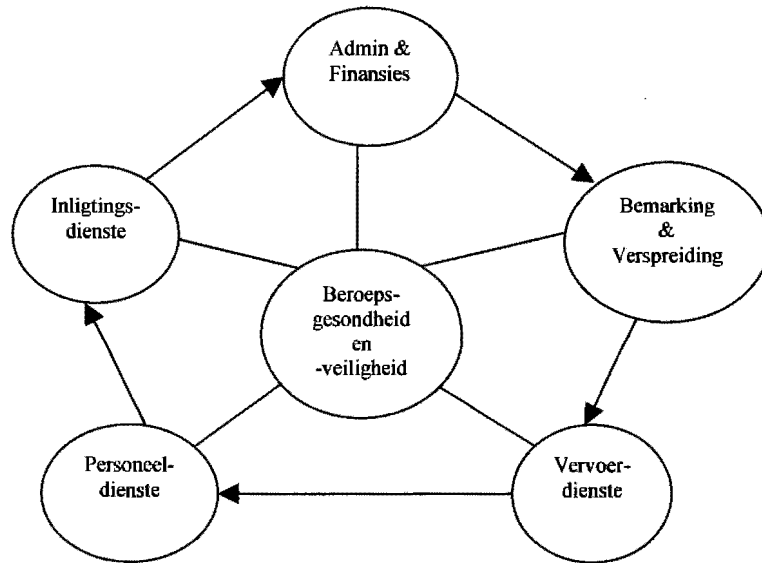 Admin &
Finansies
Inligtings-
dienste
Bemarking
&
Verspreiding
Beroeps-
gesondheid
en
-veiligheid
Personeel-
dienste
Vervoer-
dienste